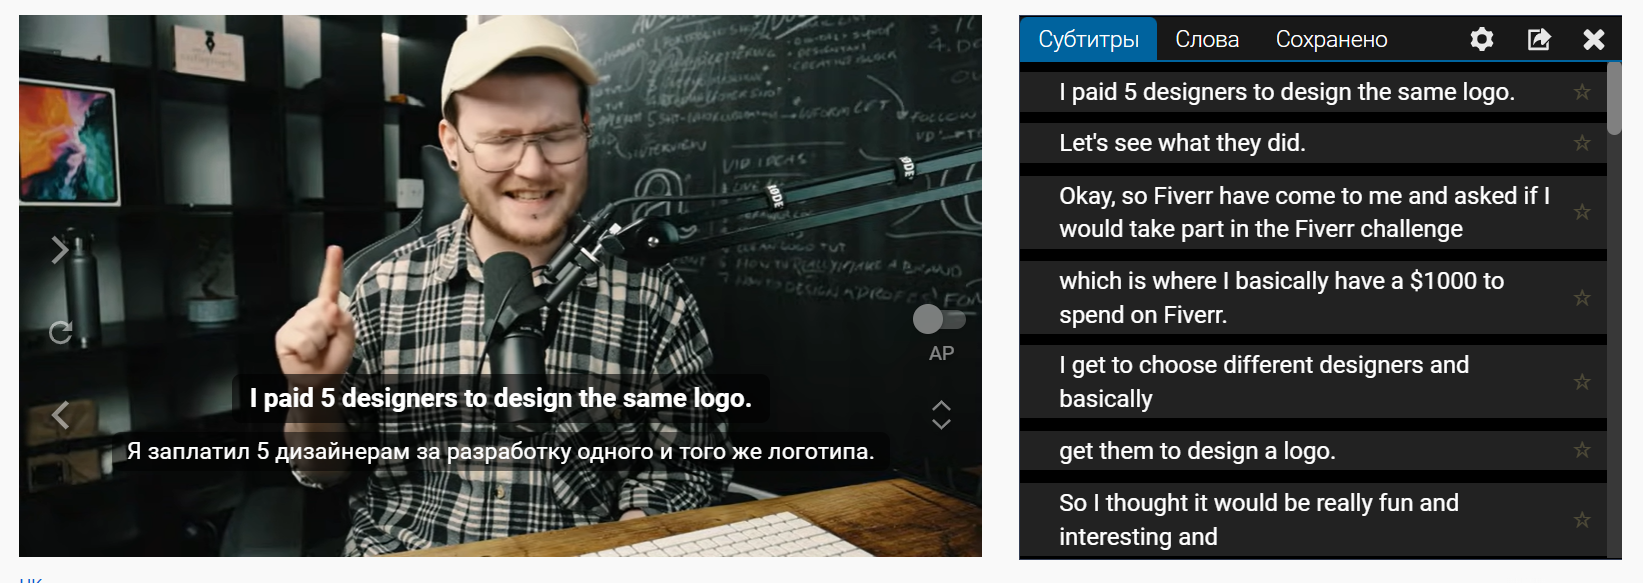 I paid 5 designers to design the same logo.
Я заплатил 5 дизайнерам за разработку одного и того же логотипа.
AP
RØDE
RØDE
VID IDEAS
Субтитры Слова Сохранено
I paid 5 designers to design the same logo.
Let's see what they did.
Okay, so Fiverr have come to me and asked if I
would take part in the Fiverr challenge
which is where I basically have a $1000 to
spend on Fiverr.
I get to choose different designers and
basically
get them to design a logo.
So I thought it would be really fun and
interesting and